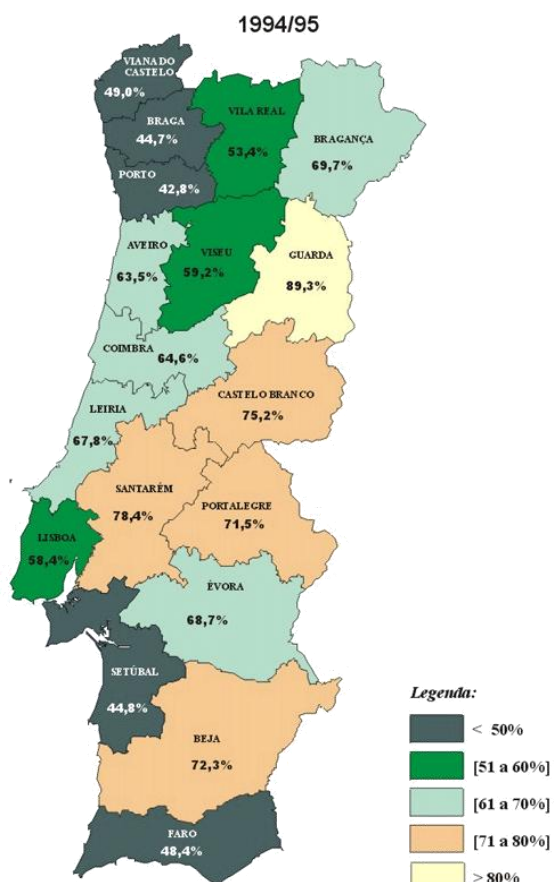 1994/95
VIANA DO
CASTELO
49,0%
BRAGA
44,7%
VILA REAL
53,4%
BRAGANÇA
69,7%
PORTO
42,8%
AVEIRO
63,5%
VISEU
59,2%
GUARDA
89,3%
COIMBRA
64,6%
CASTELO BRANCO
75,2%
LEIRIA
67,8%
SANTARÉM
78,4%
PORTALEGRE
71,5%
LISBOA
58,4%
ÉVORA
68,7%
SETÚBAL
44,8%
BEJA
72,3%
FARO
48,4%
Legenda:
< 50%
[51 a 60%]
[61 a 70%]
[71 a 80%]
> 80%